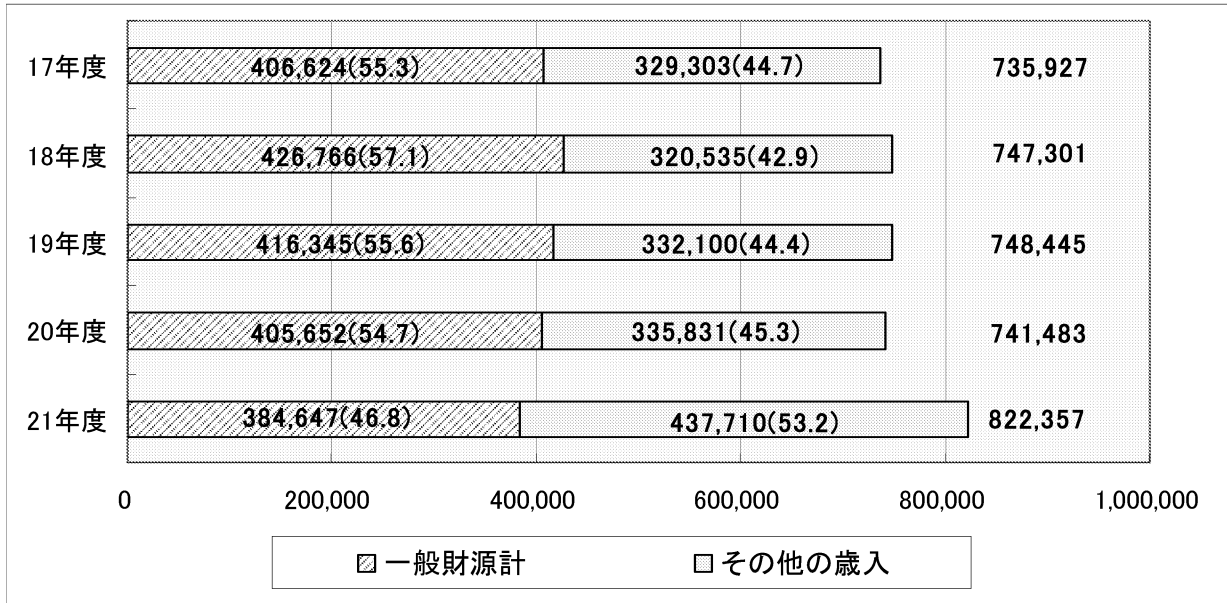 17年度 406,624(55.3) 329,303(44.7) 735,927
18年度 426,766(57.1) 320,535(42.9) 747,301
19年度 416,345(55.6) 332,100(44.4) 748,445
20年度 405,652(54.7) 335,831(45.3) 741,483
21年度 384,647(46.8) 437,710(53.2) 822,357
0 200,000 400,000 600,000 800,000 1,000,000
一般財源計 その他の歳入